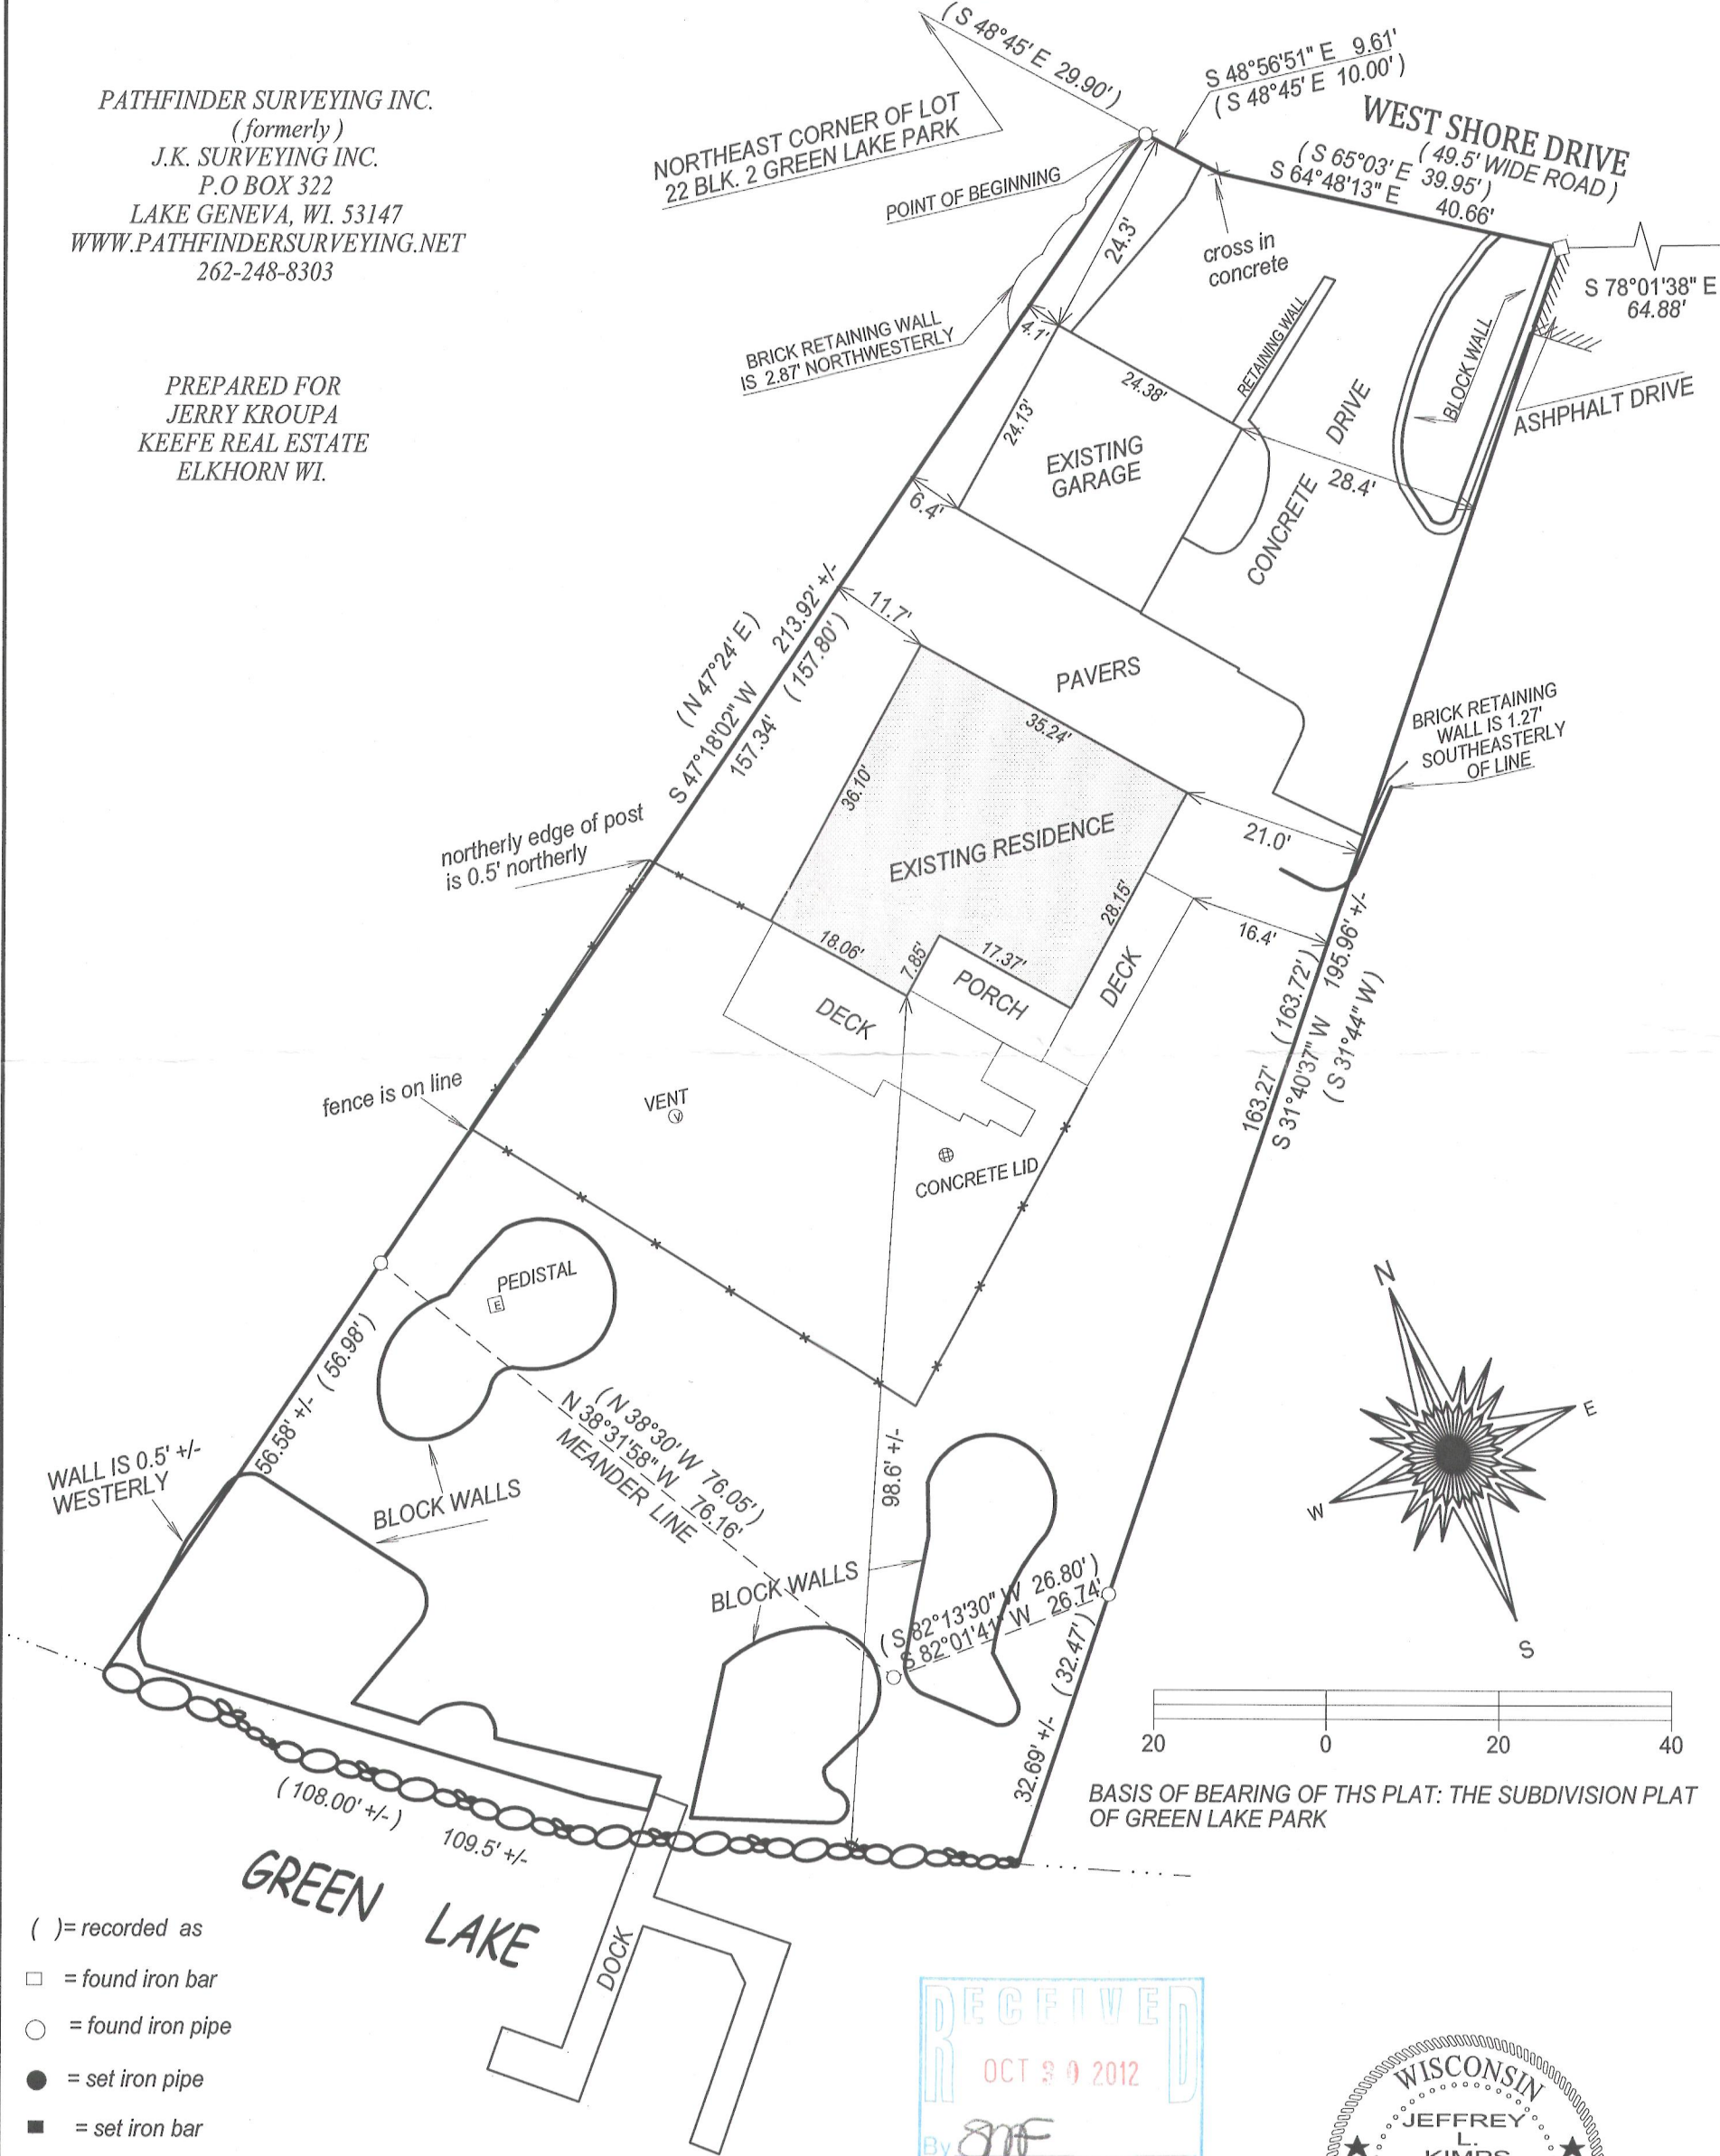 PATHFINDER SURVEYING INC.
( formerly )
J.K. SURVEYING INC.
P.O BOX 322
LAKE GENEVA, WI. 53147
WWW.PATHFINDERSURVEYING.NET
262-248-8303
PREPARED FOR
JERRY KROUPA
KEEFE REAL ESTATE
ELKHORN WI.
( S 48°45' E 29.90' )
S 48°56'51" E 9.61'
( S 48°45' E 10.00' )
NORTHEAST CORNER OF LOT
22 BLK. 2 GREEN LAKE PARK
WEST SHORE DRIVE
( 49.5' WIDE ROAD )
( S 65°03' E 39.95' )
S 64°48'13" E 40.66'
POINT OF BEGINNING
cross in
concrete
S 78°01'38" E
64.88'
24.3'
BRICK RETAINING WALL
IS 2.87' NORTHWESTERLY
4.1'
RETAINING WALL
BLOCK WALL
ASHPHALT DRIVE
24.38'
24.13'
EXISTING
GARAGE
CONCRETE DRIVE
28.4'
6.4'
11.7'
( N 47°24' E )
S 47°18'02" W 213.92' +/-
157.34' ( 157.80' )
PAVERS
35.24'
36.10'
BRICK RETAINING
WALL IS 1.27'
SOUTHEASTERLY
OF LINE
northerly edge of post
is 0.5' northerly
EXISTING RESIDENCE
21.0'
28.15'
18.06'
7.85'
17.37'
PORCH
DECK
DECK
16.4'
163.27' ( 163.72' )
S 31°40'37" W 195.96' +/-
( S 31°44" W )
fence is on line
VENT
V
CONCRETE LID
PEDISTAL
E
56.58' +/- ( 56.98' )
( N 38°30' W 76.05' )
N 38°31'58" W 76.16'
MEANDER LINE
98.6' +/-
WALL IS 0.5' +/-
WESTERLY
BLOCK WALLS
BLOCK WALLS
( S 82°13'30" W 26.80' )
S 82°01'41" W 26.74'
32.69' +/- ( 32.47' )
N
E
W
S
20 0 20 40
BASIS OF BEARING OF THS PLAT: THE SUBDIVISION PLAT
OF GREEN LAKE PARK
( 108.00' +/- )
109.5' +/-
GREEN LAKE
DOCK
( )= recorded as
= found iron bar
= found iron pipe
= set iron pipe
= set iron bar
RECEIVED
OCT 30 2012
By
WISCONSIN
JEFFREY
L.